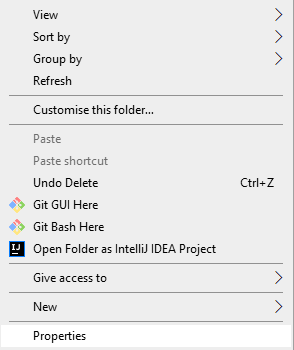 View
Sort by
Group by
Refresh
Customise this folder...
Paste
Paste shortcut
Undo Delete Ctrl+Z
Git GUI Here
Git Bash Here
IJ Open Folder as IntelliJ IDEA Project
Give access to
New
Properties